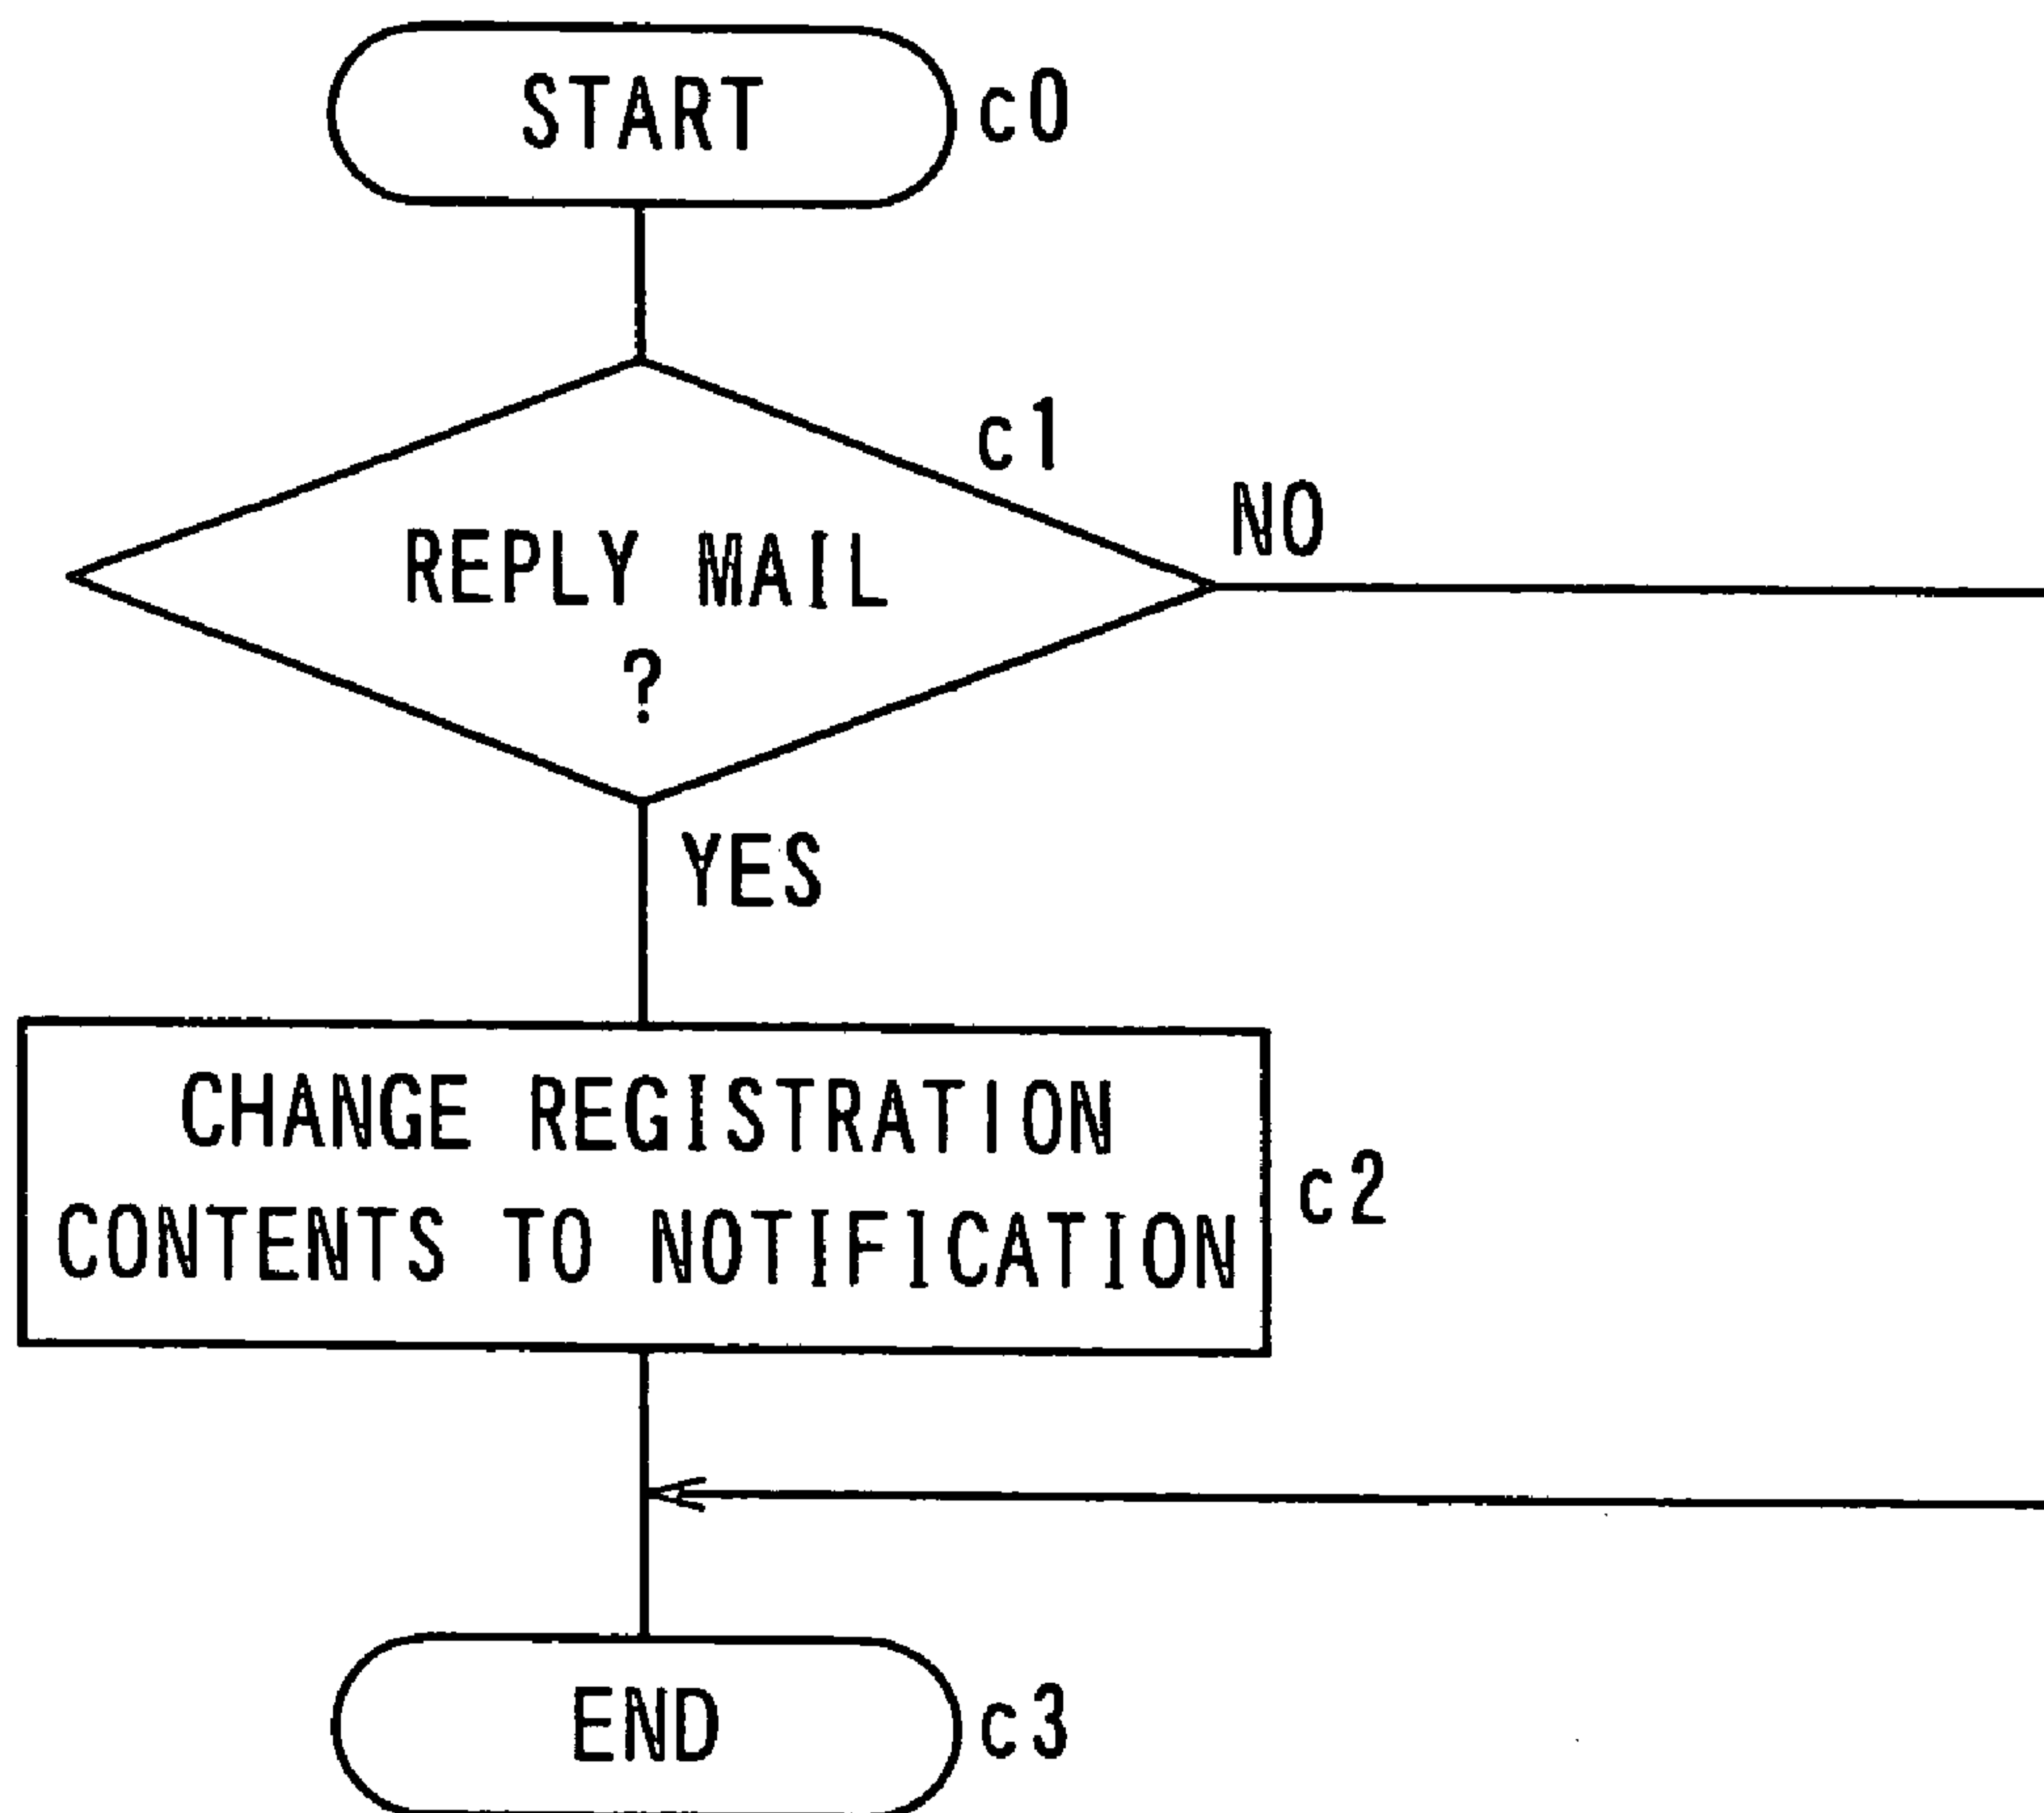 START
c0
c1
NO
REPLY MAIL
?
YES
CHANGE REGISTRATION
CONTENTS TO NOTIFICATION
c2
END
c3